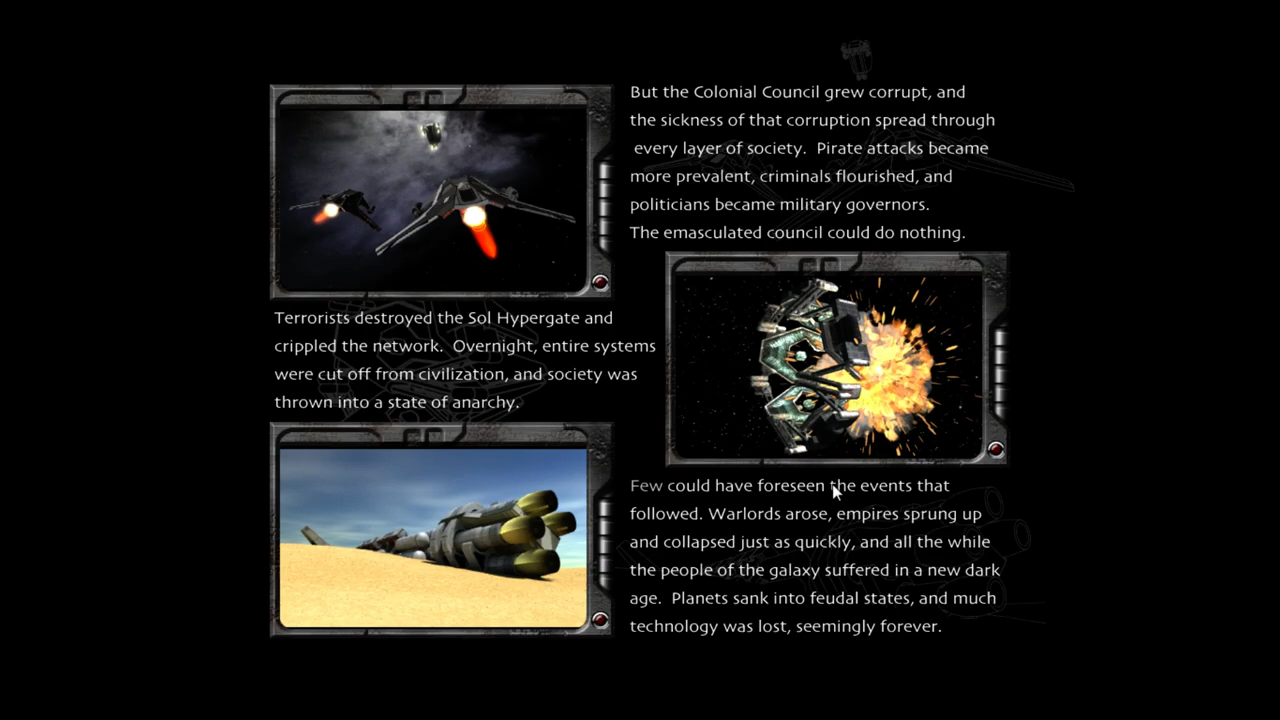 But the Colonial Council grew corrupt, and
the sickness of that corruption spread through
every layer of society. Pirate attacks became
more prevalent, criminals flourished, and
politicians became military governors.
The emasculated council could do nothing.
Terrorists destroyed the Sol Hypergate and
crippled the network. Overnight, entire systems
were cut off from civilization, and society was
thrown into a state of anarchy.
Few could have foreseen the events that
followed. Warlords arose, empires sprung up
and collapsed just as quickly, and all the while
the people of the galaxy suffered in a new dark
age. Planets sank into feudal states, and much
technology was lost, seemingly forever.